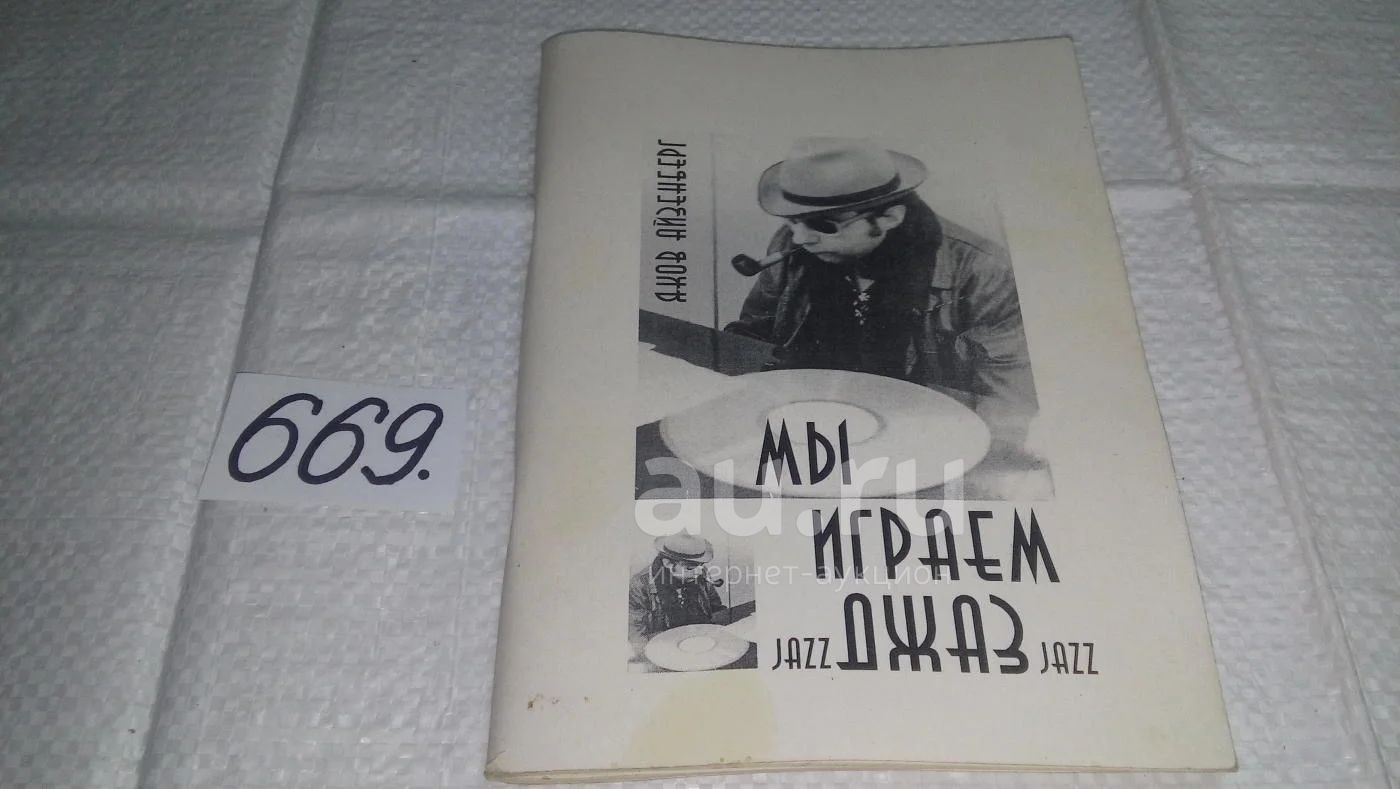 ЯКОВ АЙЗЕНБЕРГ
669.
МЫ
au.ru
ИГРАЕМ
интернет-аукцион
JAZZ ДЖАЗ JAZZ